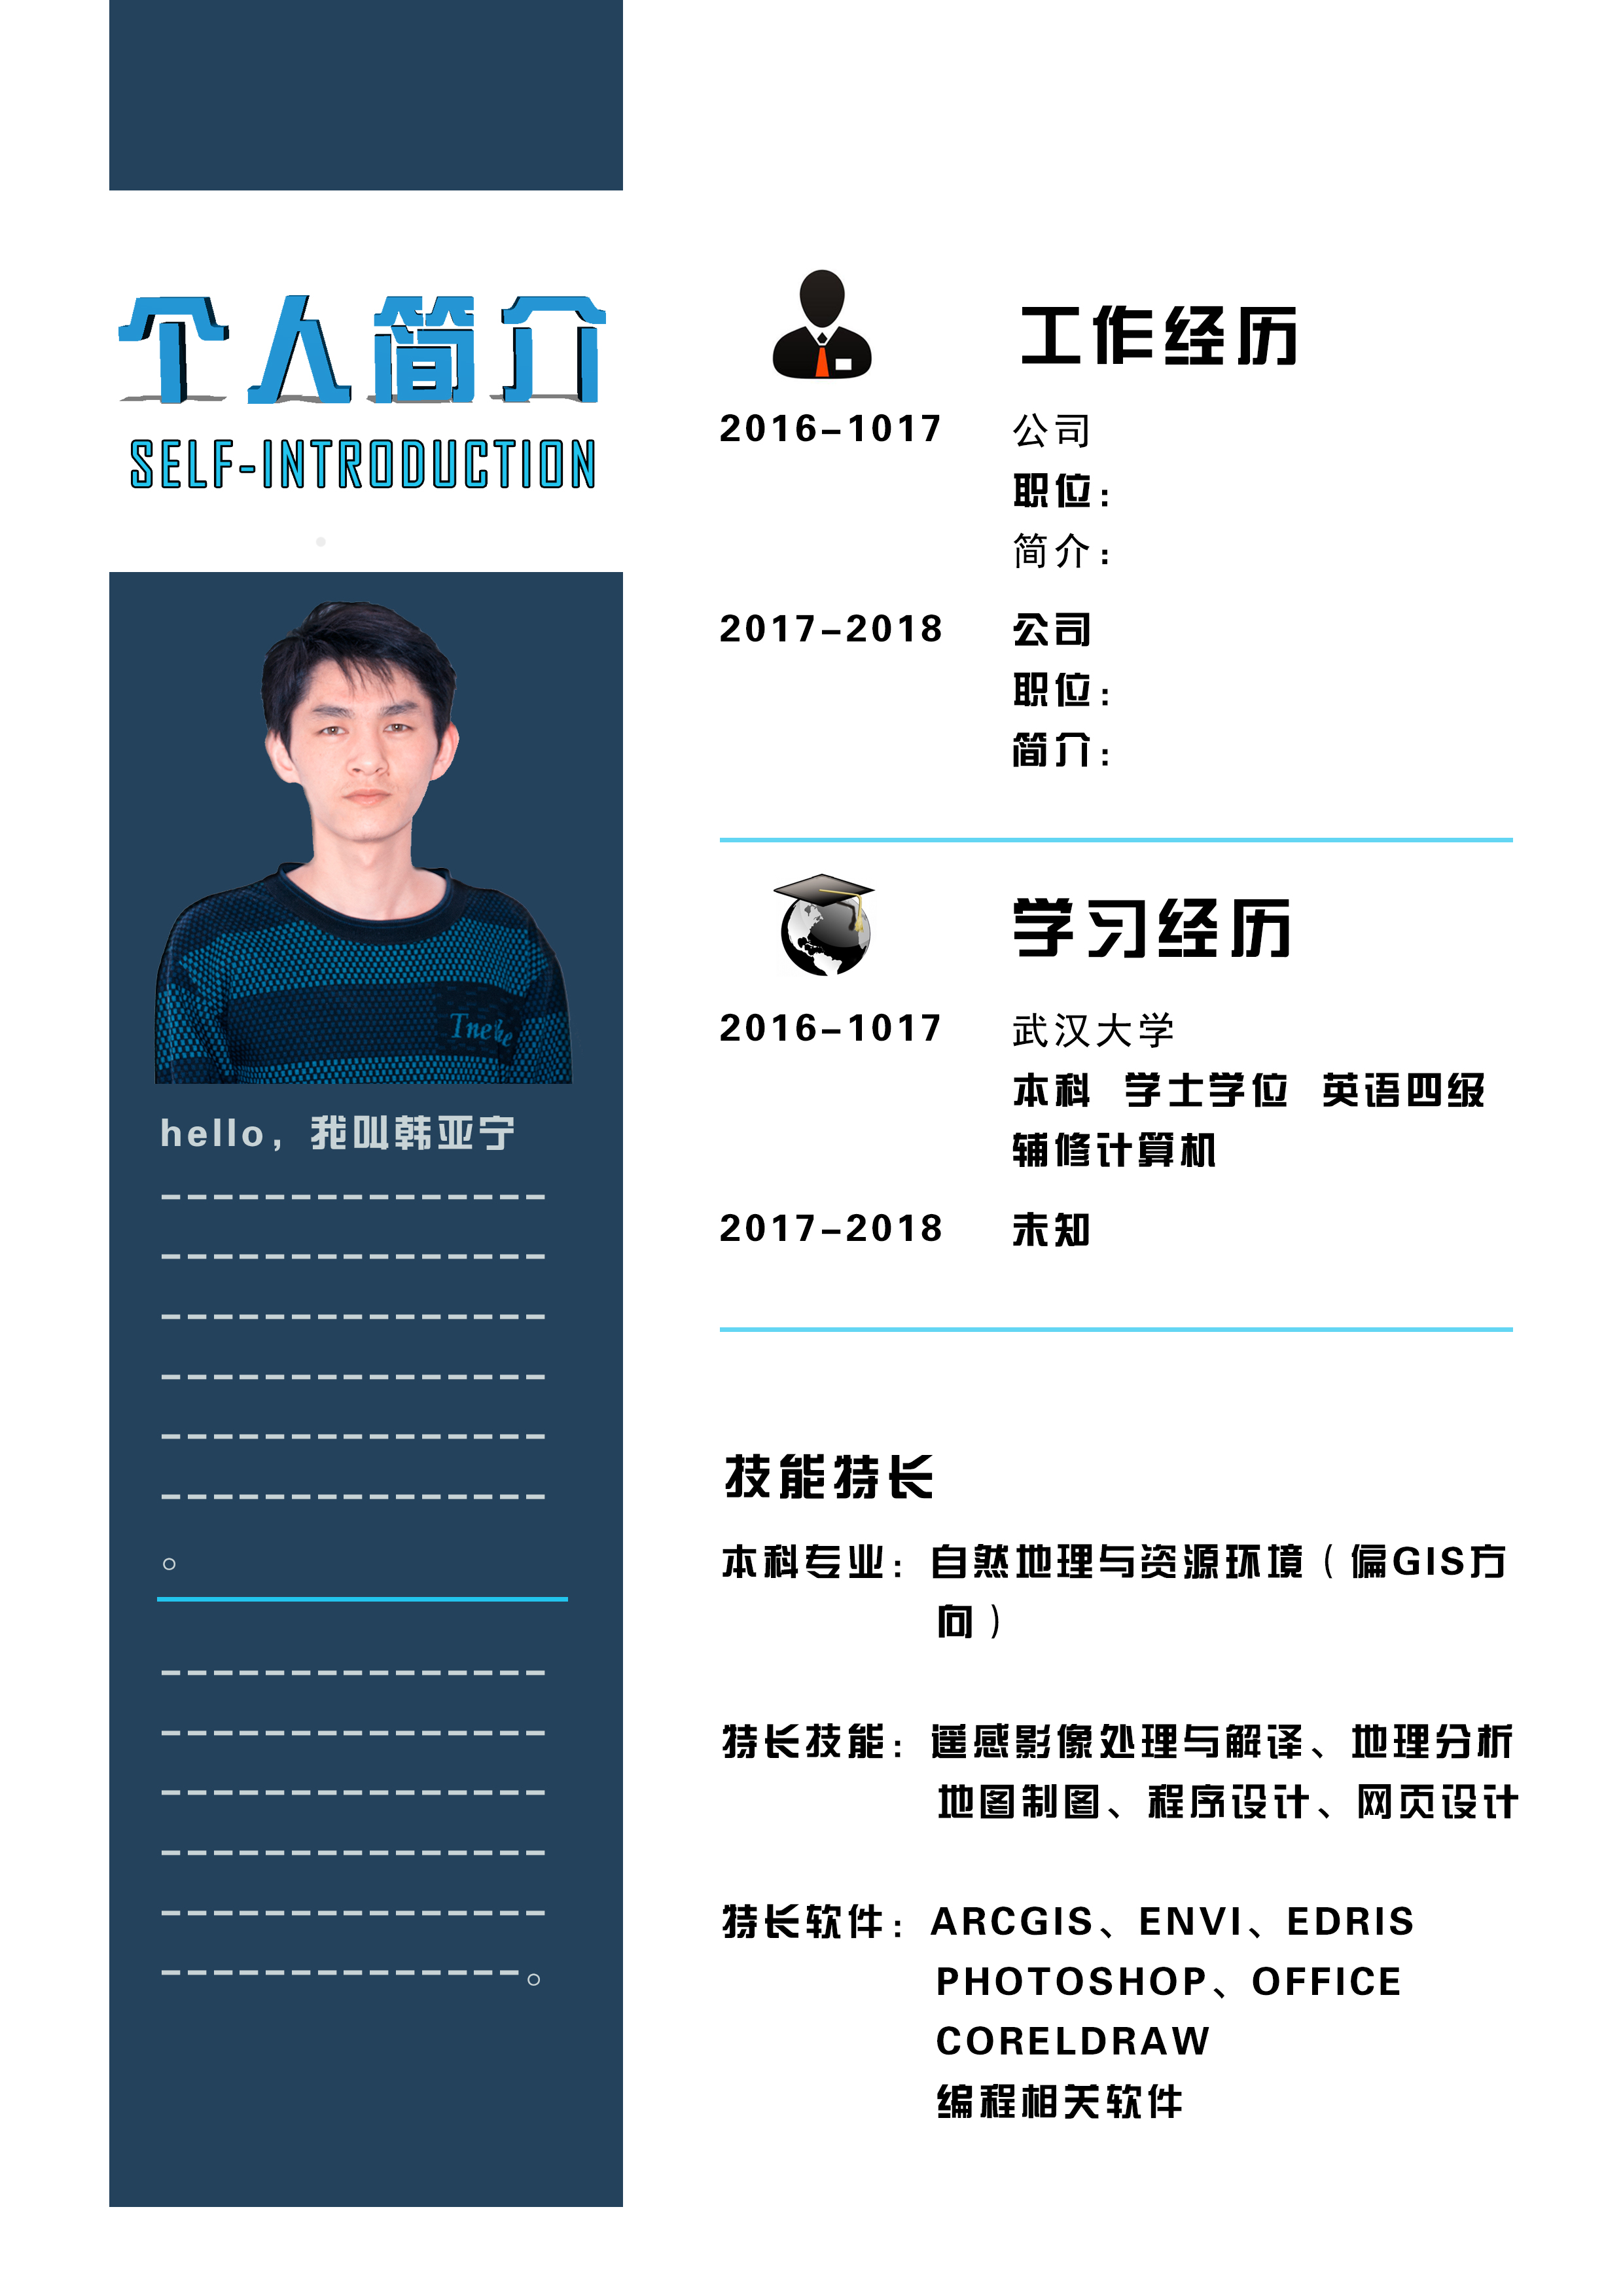 个人简介
SELF-INTRODUCTION
Tne
hello，我叫韩亚宁
———————————————
———————————————
———————————————
———————————————
———————————————
———————————————
。
———————————————
———————————————
———————————————
———————————————
———————————————
——————————————。
工作经历
2016-1017 公司
职位：
简介：
2017-2018 公司
职位：
简介：
学习经历
2016-1017 武汉大学
本科 学士学位 英语四级
辅修计算机
2017-2018 未知
技能特长
本科专业：自然地理与资源环境（偏GIS方
向）
特长技能：遥感影像处理与解译、地理分析
地图制图、程序设计、网页设计
特长软件：ARCGIS、ENVI、EDRIS
PHOTOSHOP、OFFICE
CORELDRAW
编程相关软件